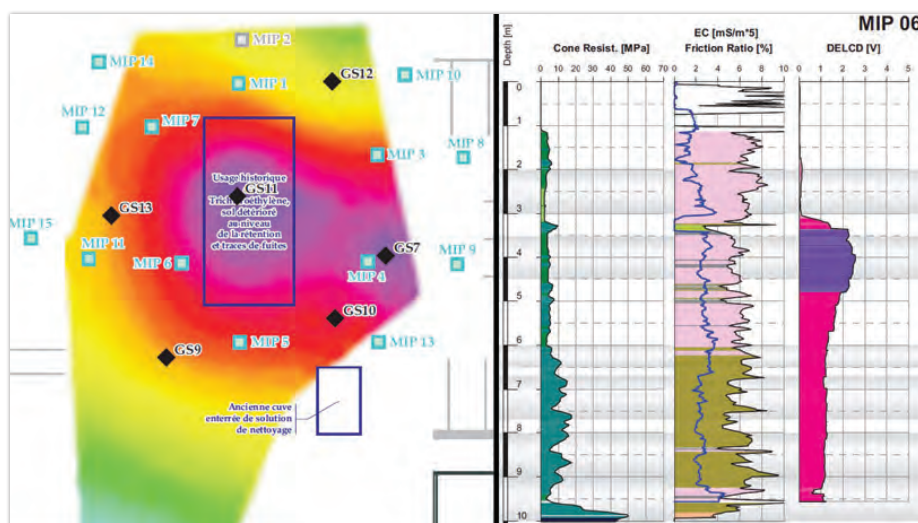 MIP 2
MIP 14
MIP 1
GS12
MIP 10
MIP 12
MIP 7
MIP 3
MIP 8
Usage historique
GS11
Trichloroéthylène,
sol détérioré
au niveau
de la rétention
et traces de fuites
GS13
MIP 15
MIP 11
MIP 6
GS7
MIP 4
MIP 9
GS10
GS9
MIP 5
MIP 13
Ancienne cuve
enterrée de solution
de nettoyage
MIP 06
Depth [m]
Cone Resist. [MPa]
EC [mS/m*5]
Friction Ratio [%]
DELCD [V]
0 10 20 30 40 50 60 70
0 2 4 6 8 10
0 1 2 3 4 5
0
1
2
3
4
5
6
7
8
9
10